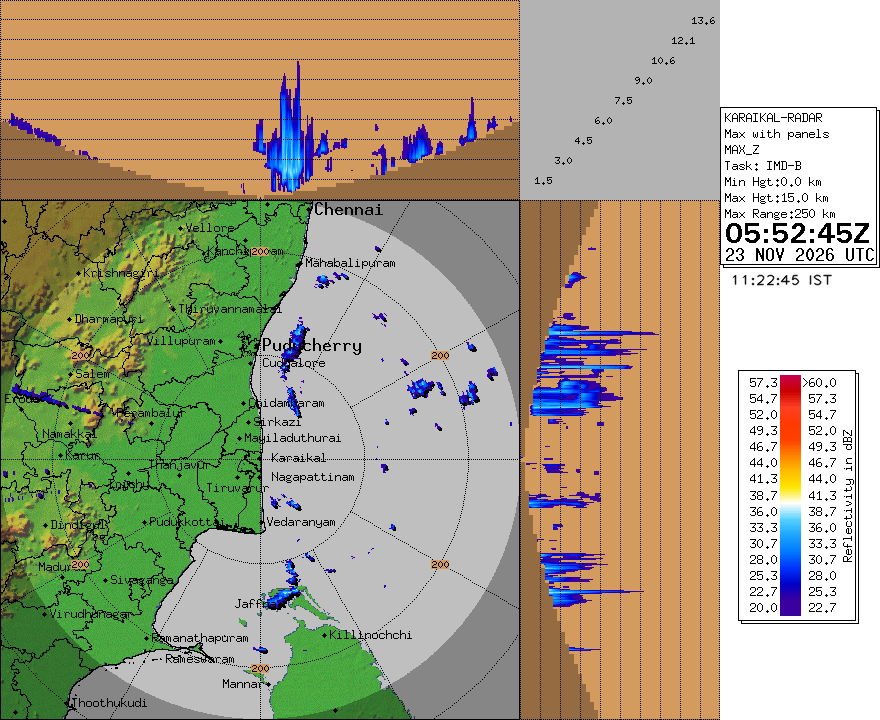 13.6
12.1
10.6
9.0
7.5
6.0
4.5
3.0
1.5
KARAIKAL-RADAR
Max with panels
MAX_Z
Task: IMD-B
Min Hgt:0.0 km
Max Hgt:15.0 km
Max Range:250 km
05:52:45Z
23 NOV 2026 UTC
11:22:45 IST
Chennai
Vellore
200
Mahabalipuram
Krishnagiri
Thiruvannamalai
Dharmapuri
Villupuram
Puducherry
200
200
Cuddalore
Salem
Chidambaram
Perambalur
Sirkazi
Namakkal
Mayiladuthurai
Karur
Karaikal
Thanjavur
Nagapattinam
Tiruvarur
Dindigul
Pudukkottai
Vedaranyam
200
200
Sivaganga
Jaffna
Virudhunagar
Ramanathapuram
Killinochchi
Rameswaram
200
Mannar
Thoothukudi
57.3 >60.0
54.7 57.3
52.0 54.7
49.3 52.0
46.7 49.3
44.0 46.7
41.3 44.0
38.7 41.3
36.0 38.7
33.3 36.0
30.7 33.3
28.0 30.7
25.3 28.0
22.7 25.3
20.0 22.7
Reflectivity in dBZ